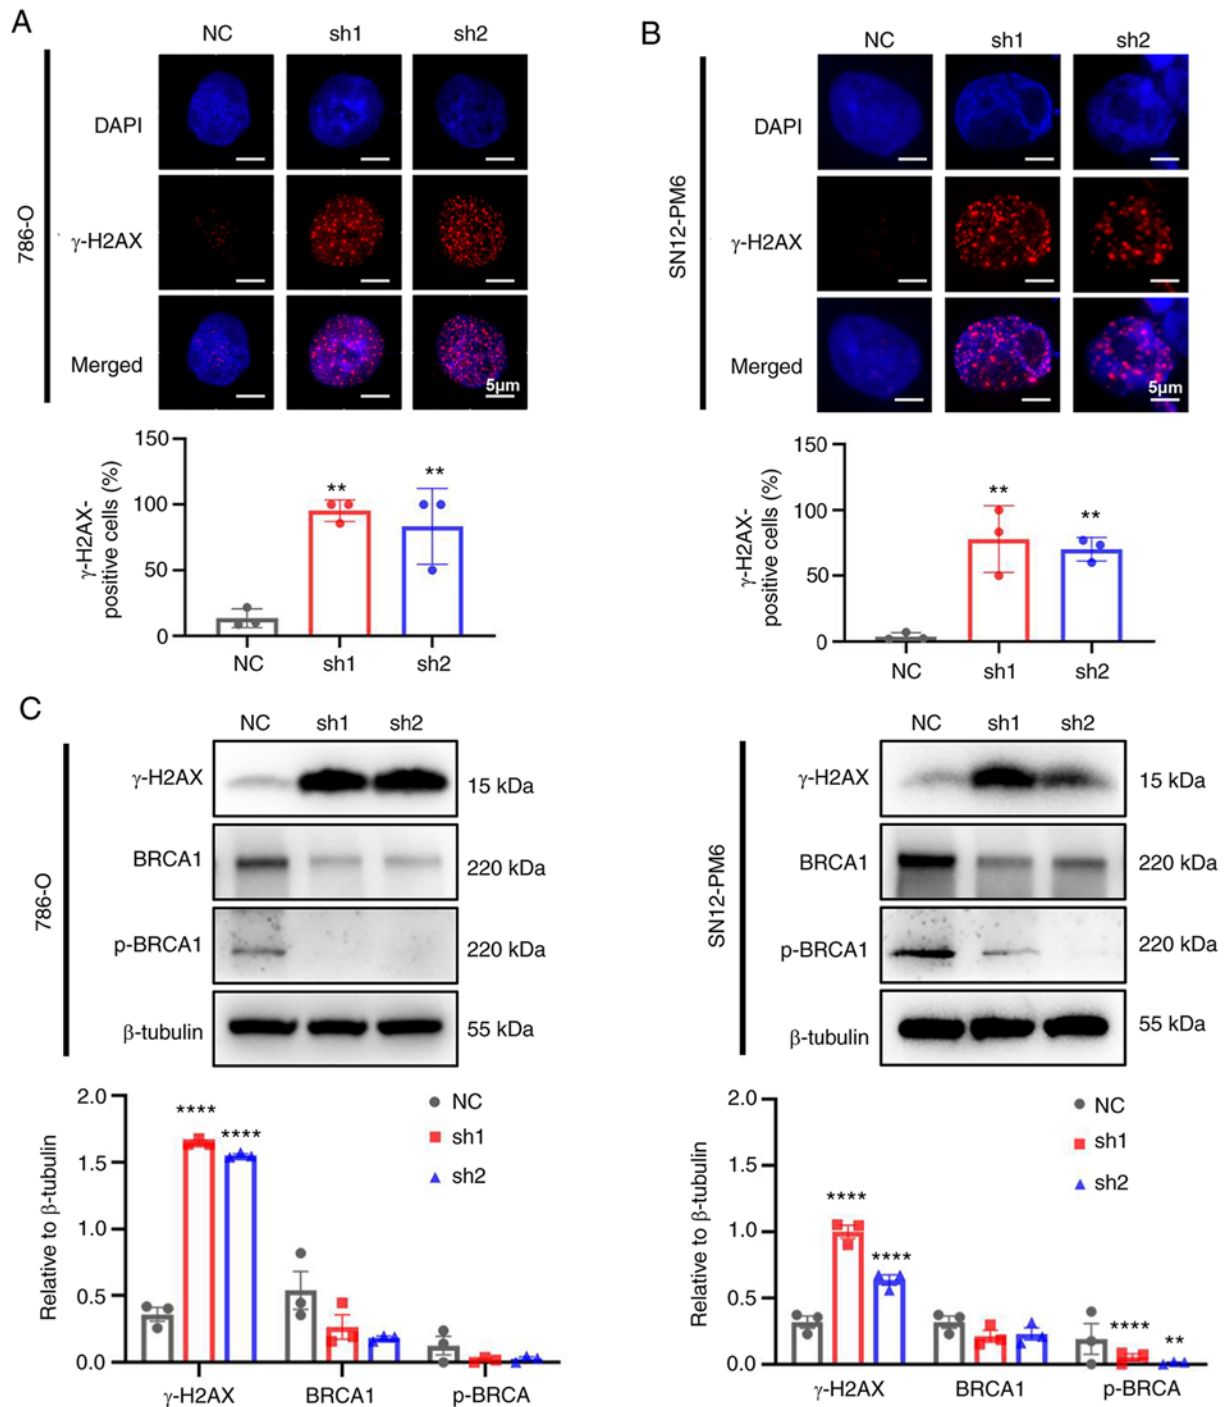 A
NC sh1 sh2
786-O
DAPI
γ-H2AX
Merged
5µm
γ-H2AX-
positive cells (%)
150
100
50
0
** **
NC sh1 sh2
B
NC sh1 sh2
SN12-PM6
DAPI
γ-H2AX
Merged
5µm
γ-H2AX-
positive cells (%)
150
100
50
0
** **
NC sh1 sh2
C
NC sh1 sh2
786-O
γ-H2AX 15 kDa
BRCA1 220 kDa
p-BRCA1 220 kDa
β-tubulin 55 kDa
Relative to β-tubulin
2.0
1.5
1.0
0.5
0.0
**** ****
NC
sh1
sh2
γ-H2AX BRCA1 p-BRCA
NC sh1 sh2
SN12-PM6
γ-H2AX 15 kDa
BRCA1 220 kDa
p-BRCA1 220 kDa
β-tubulin 55 kDa
Relative to β-tubulin
2.0
1.5
1.0
0.5
0.0
**** ****
**** **
NC
sh1
sh2
γ-H2AX BRCA1 p-BRCA